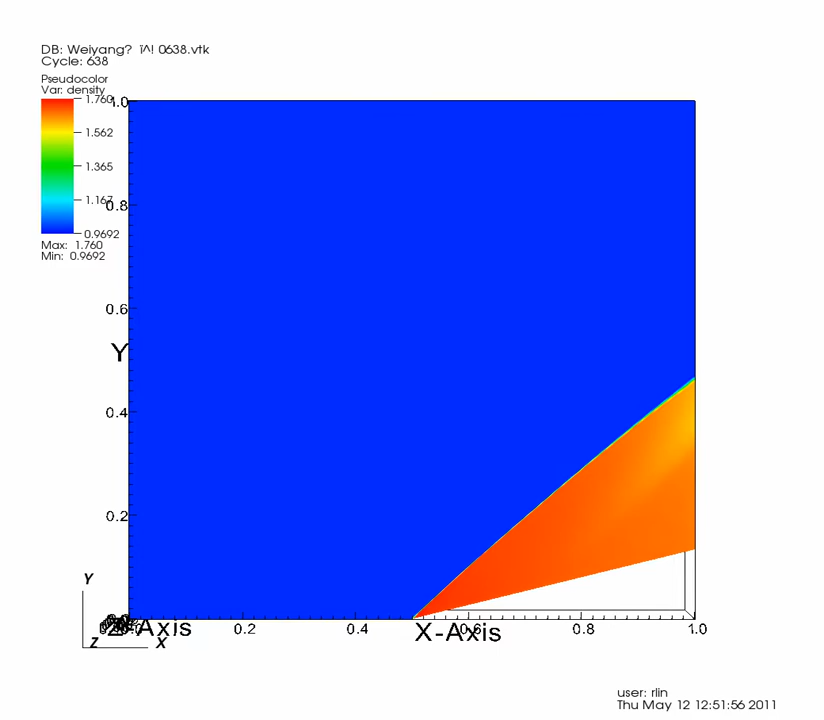 DB: Weiyang? Ï^! 0638.vtk
Cycle: 638
Pseudocolor
Var: density
1.760
1.562
1.365
1.167
0.9692
Max: 1.760
Min: 0.9692
1.0
0.8
0.6
Y
0.4
0.2
Y
Z
X
Z-Axis
0.2
0.4
X-Axis
0.6
0.8
1.0
user: rlin
Thu May 12 12:51:56 2011